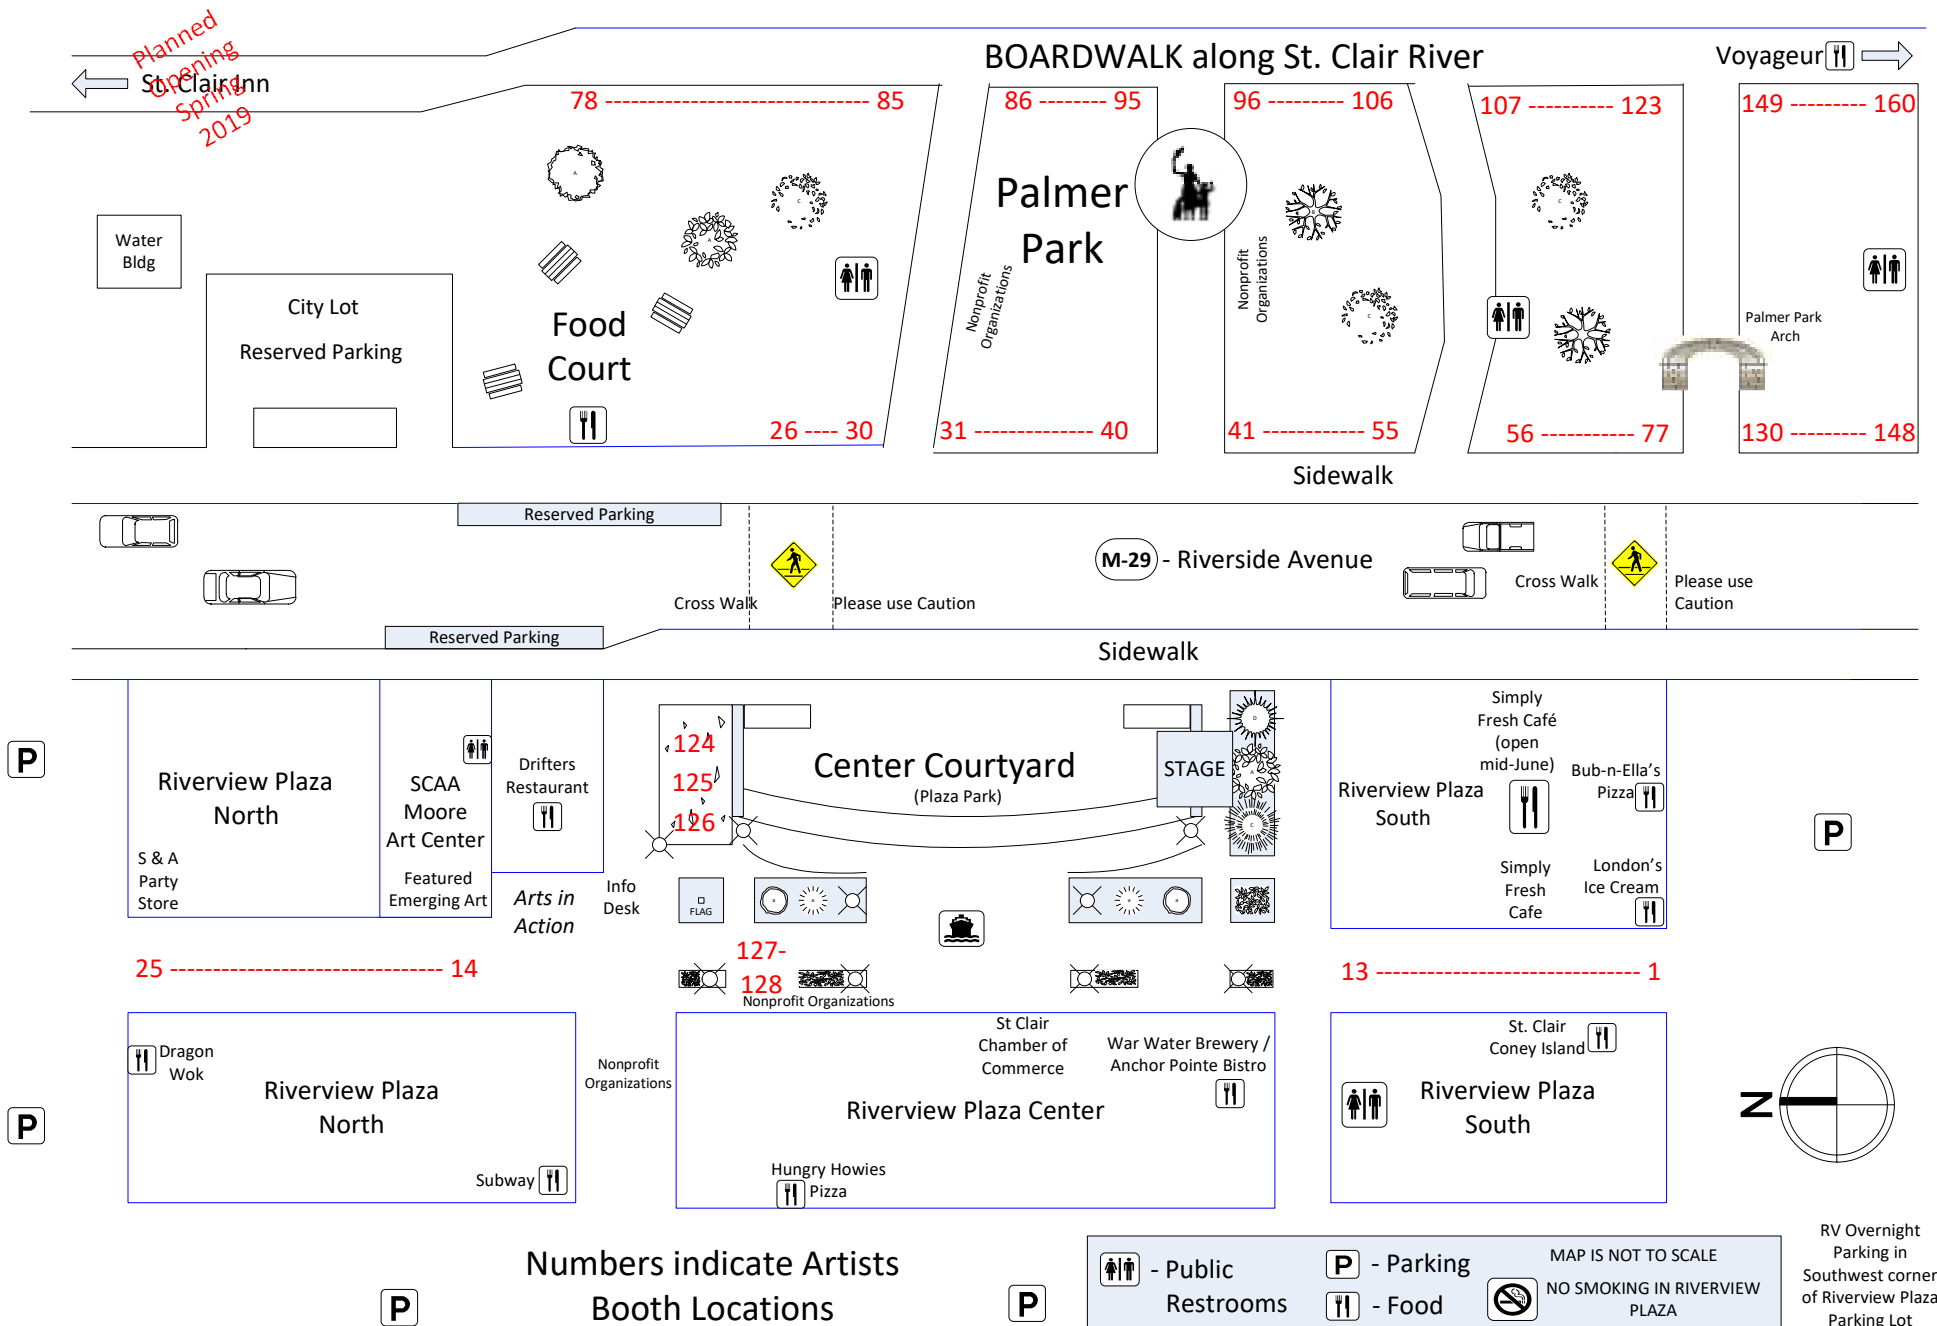 Planned
Opening
Spring
2019
St. Clair Inn
BOARDWALK along St. Clair River
Voyageur
78 ---------------------------- 85
86 -------- 95
96 --------- 106
107 ---------- 123
149 --------- 160
Water
Bldg
City Lot
Reserved Parking
Food
Court
Palmer
Park
Nonprofit
Organizations
Nonprofit
Organizations
Palmer Park
Arch
26 ---- 30
31 ------------- 40
41 ------------ 55
56 ---------- 77
130 --------- 148
Sidewalk
Reserved Parking
M-29 - Riverside Avenue
Cross Walk
Please use Caution
Cross Walk
Please use
Caution
Reserved Parking
Sidewalk
Riverview Plaza
North
S & A
Party
Store
SCAA
Moore
Art Center
Featured
Emerging Art
Drifters
Restaurant
Arts in
Action
Info
Desk
124
125
126
Center Courtyard
(Plaza Park)
STAGE
FLAG
Simply
Fresh Café
(open
mid-June)
Riverview Plaza
South
Bub-n-Ella's
Pizza
Simply
Fresh
Cafe
London's
Ice Cream
P
P
25 ------------------------------ 14
127-
128
Nonprofit Organizations
13 ----------------------------- 1
Dragon
Wok
Riverview Plaza
North
Subway
Nonprofit
Organizations
St Clair
Chamber of
Commerce
War Water Brewery /
Anchor Pointe Bistro
Riverview Plaza Center
Hungry Howies
Pizza
St. Clair
Coney Island
Riverview Plaza
South
N
P
Numbers indicate Artists
Booth Locations
P
P
- Public
Restrooms
P - Parking
- Food
MAP IS NOT TO SCALE
NO SMOKING IN RIVERVIEW
PLAZA
RV Overnight
Parking in
Southwest corner
of Riverview Plaza
Parking Lot